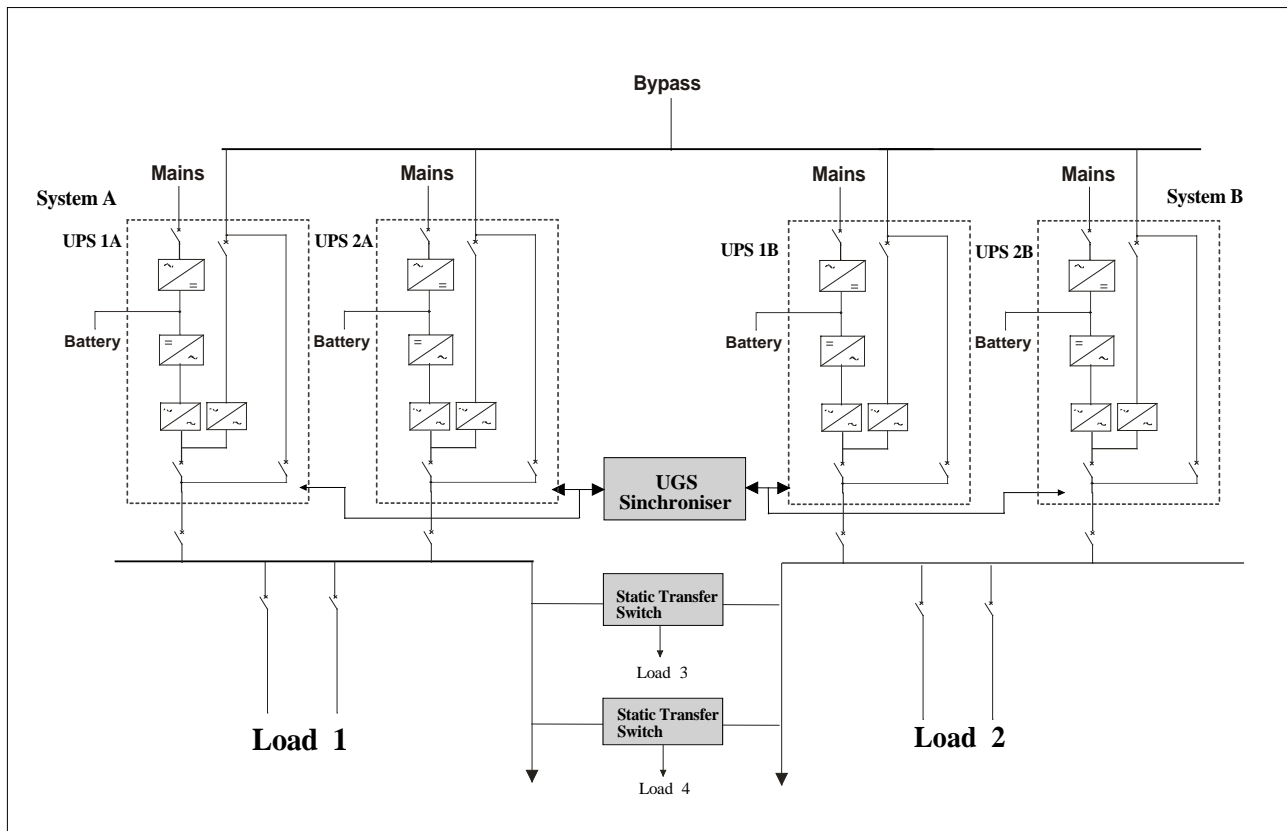 Bypass
Mains
Mains
Mains
Mains
System A
System B
UPS 1A
UPS 2A
UPS 1B
UPS 2B
Battery
Battery
Battery
Battery
UGS
Sinchroniser
Static Transfer
Switch
Load 3
Static Transfer
Switch
Load 1
Load 2
Load 4